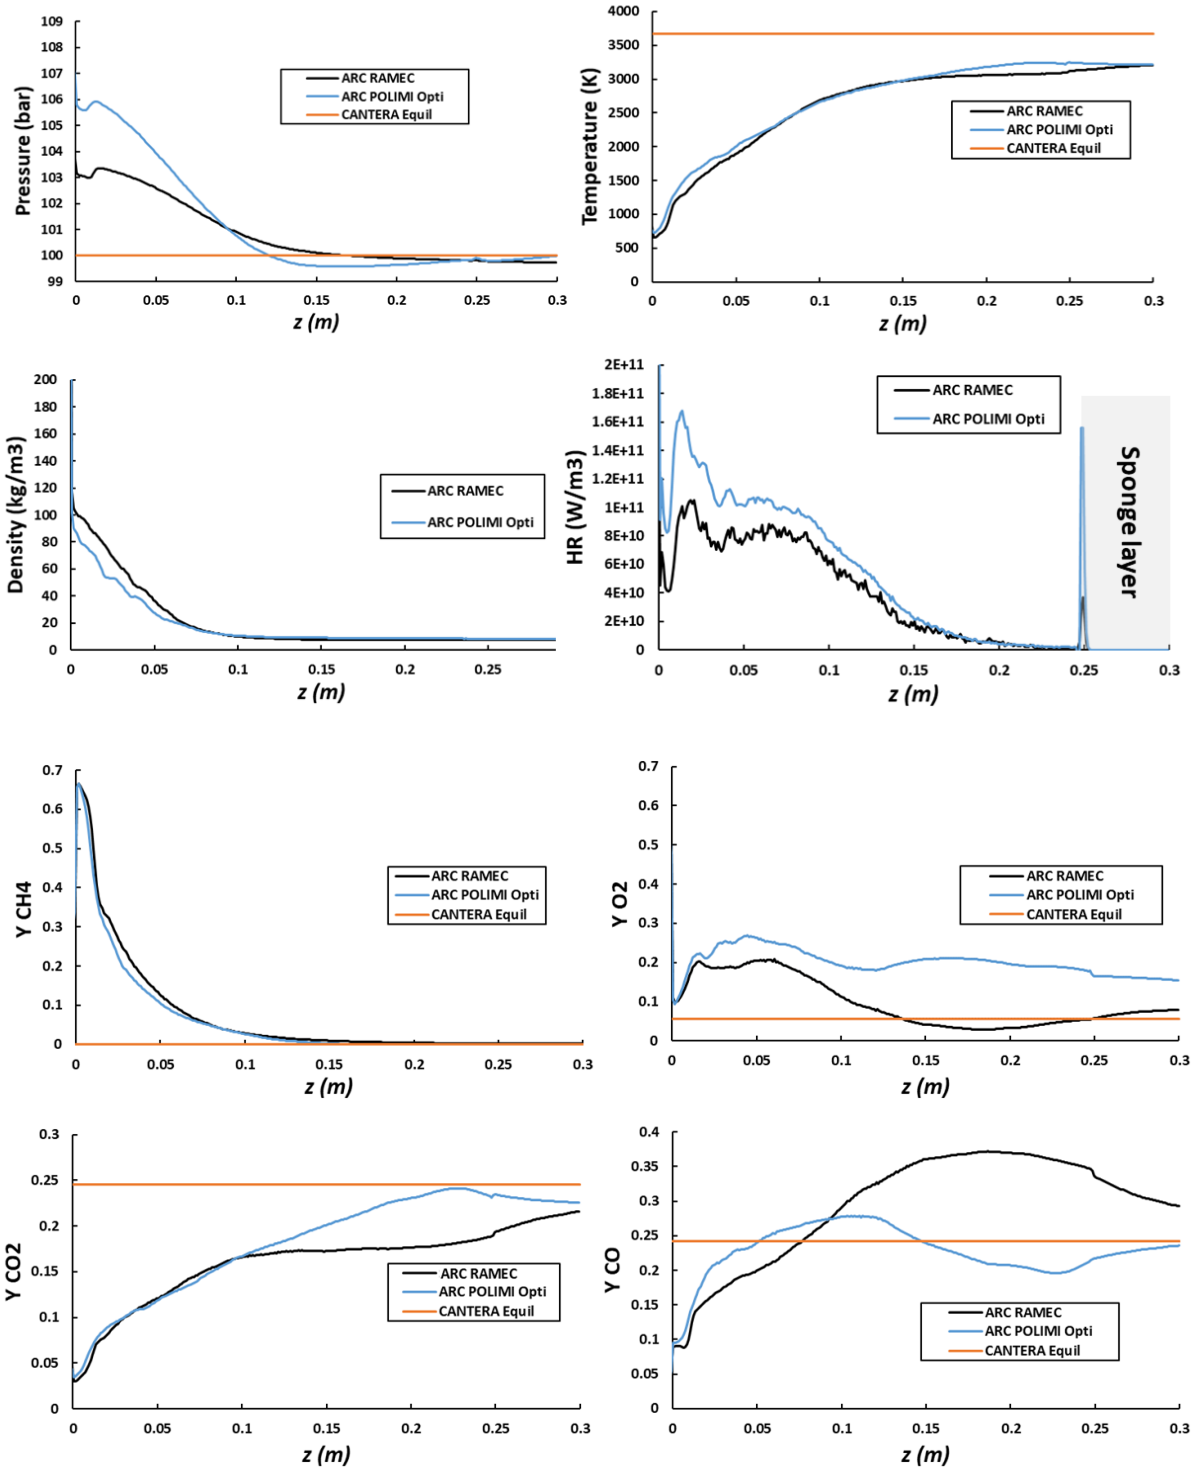 109
108
107
106
105
104
103
102
101
100
99
Pressure (bar)
ARC RAMEC
ARC POLIMI Opti
CANTERA Equil
0
0.05
0.1
0.15
0.2
0.25
0.3
z (m)
4000
3500
3000
2500
2000
1500
1000
500
0
Temperature (K)
ARC RAMEC
ARC POLIMI Opti
CANTERA Equil
0
0.05
0.1
0.15
0.2
0.25
0.3
z (m)
200
180
160
140
120
100
80
60
40
20
0
Density (kg/m3)
ARC RAMEC
ARC POLIMI Opti
0
0.05
0.1
0.15
0.2
0.25
z (m)
2E+11
1.8E+11
1.6E+11
1.4E+11
1.2E+11
1E+11
8E+10
6E+10
4E+10
2E+10
0
HR (W/m3)
ARC RAMEC
ARC POLIMI Opti
Sponge layer
0
0.05
0.1
0.15
0.2
0.25
0.3
z (m)
0.7
0.6
0.5
0.4
0.3
0.2
0.1
0
Y CH4
ARC RAMEC
ARC POLIMI Opti
CANTERA Equil
0
0.05
0.1
0.15
0.2
0.25
0.3
z (m)
0.7
0.6
0.5
0.4
0.3
0.2
0.1
0
Y O2
ARC RAMEC
ARC POLIMI Opti
CANTERA Equil
0
0.05
0.1
0.15
0.2
0.25
0.3
z (m)
0.3
0.25
0.2
0.15
0.1
0.05
0
Y CO2
ARC RAMEC
ARC POLIMI Opti
CANTERA Equil
0
0.05
0.1
0.15
0.2
0.25
0.3
z (m)
0.4
0.35
0.3
0.25
0.2
0.15
0.1
0.05
0
Y CO
ARC RAMEC
ARC POLIMI Opti
CANTERA Equil
0
0.05
0.1
0.15
0.2
0.25
0.3
z (m)